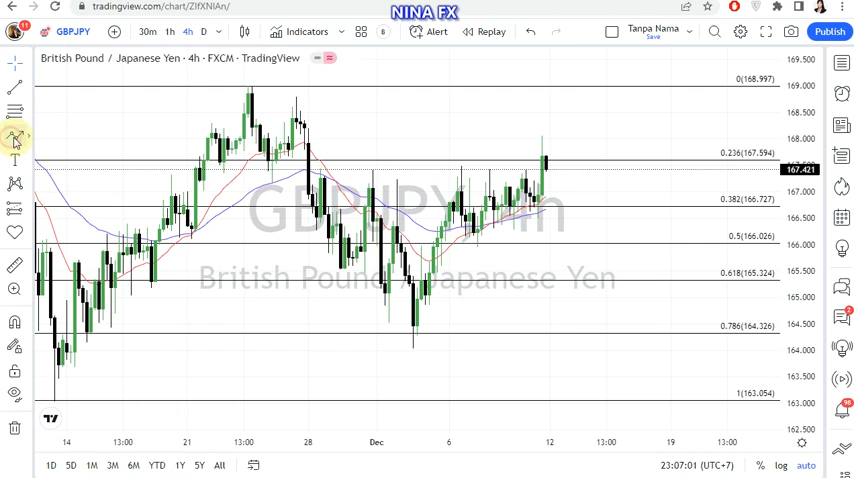 tradingview.com/chart/ZIfXNIAn/
NINA FX
11
GBPJPY
30m 1h 4h D
Indicators
8
Alert
Replay
Tanpa Nama
Save
Publish
British Pound / Japanese Yen · 4h · FXCM · TradingView
GBPJPY, 4h
British Pound / Japanese Yen
0(168.997)
0.236(167.594)
0.382(166.727)
0.5(166.026)
0.618(165.324)
0.786(164.326)
1(163.054)
169.500
169.000
168.500
168.000
167.421
167.000
166.500
166.000
165.500
165.000
164.500
164.000
163.500
163.000
162.500
T
14 13:00 21 13:00 28 Dec 6 12 13:00 19 13:00
1D 5D 1M 3M 6M YTD 1Y 5Y All
23:07:01 (UTC+7)
% log auto
2
98